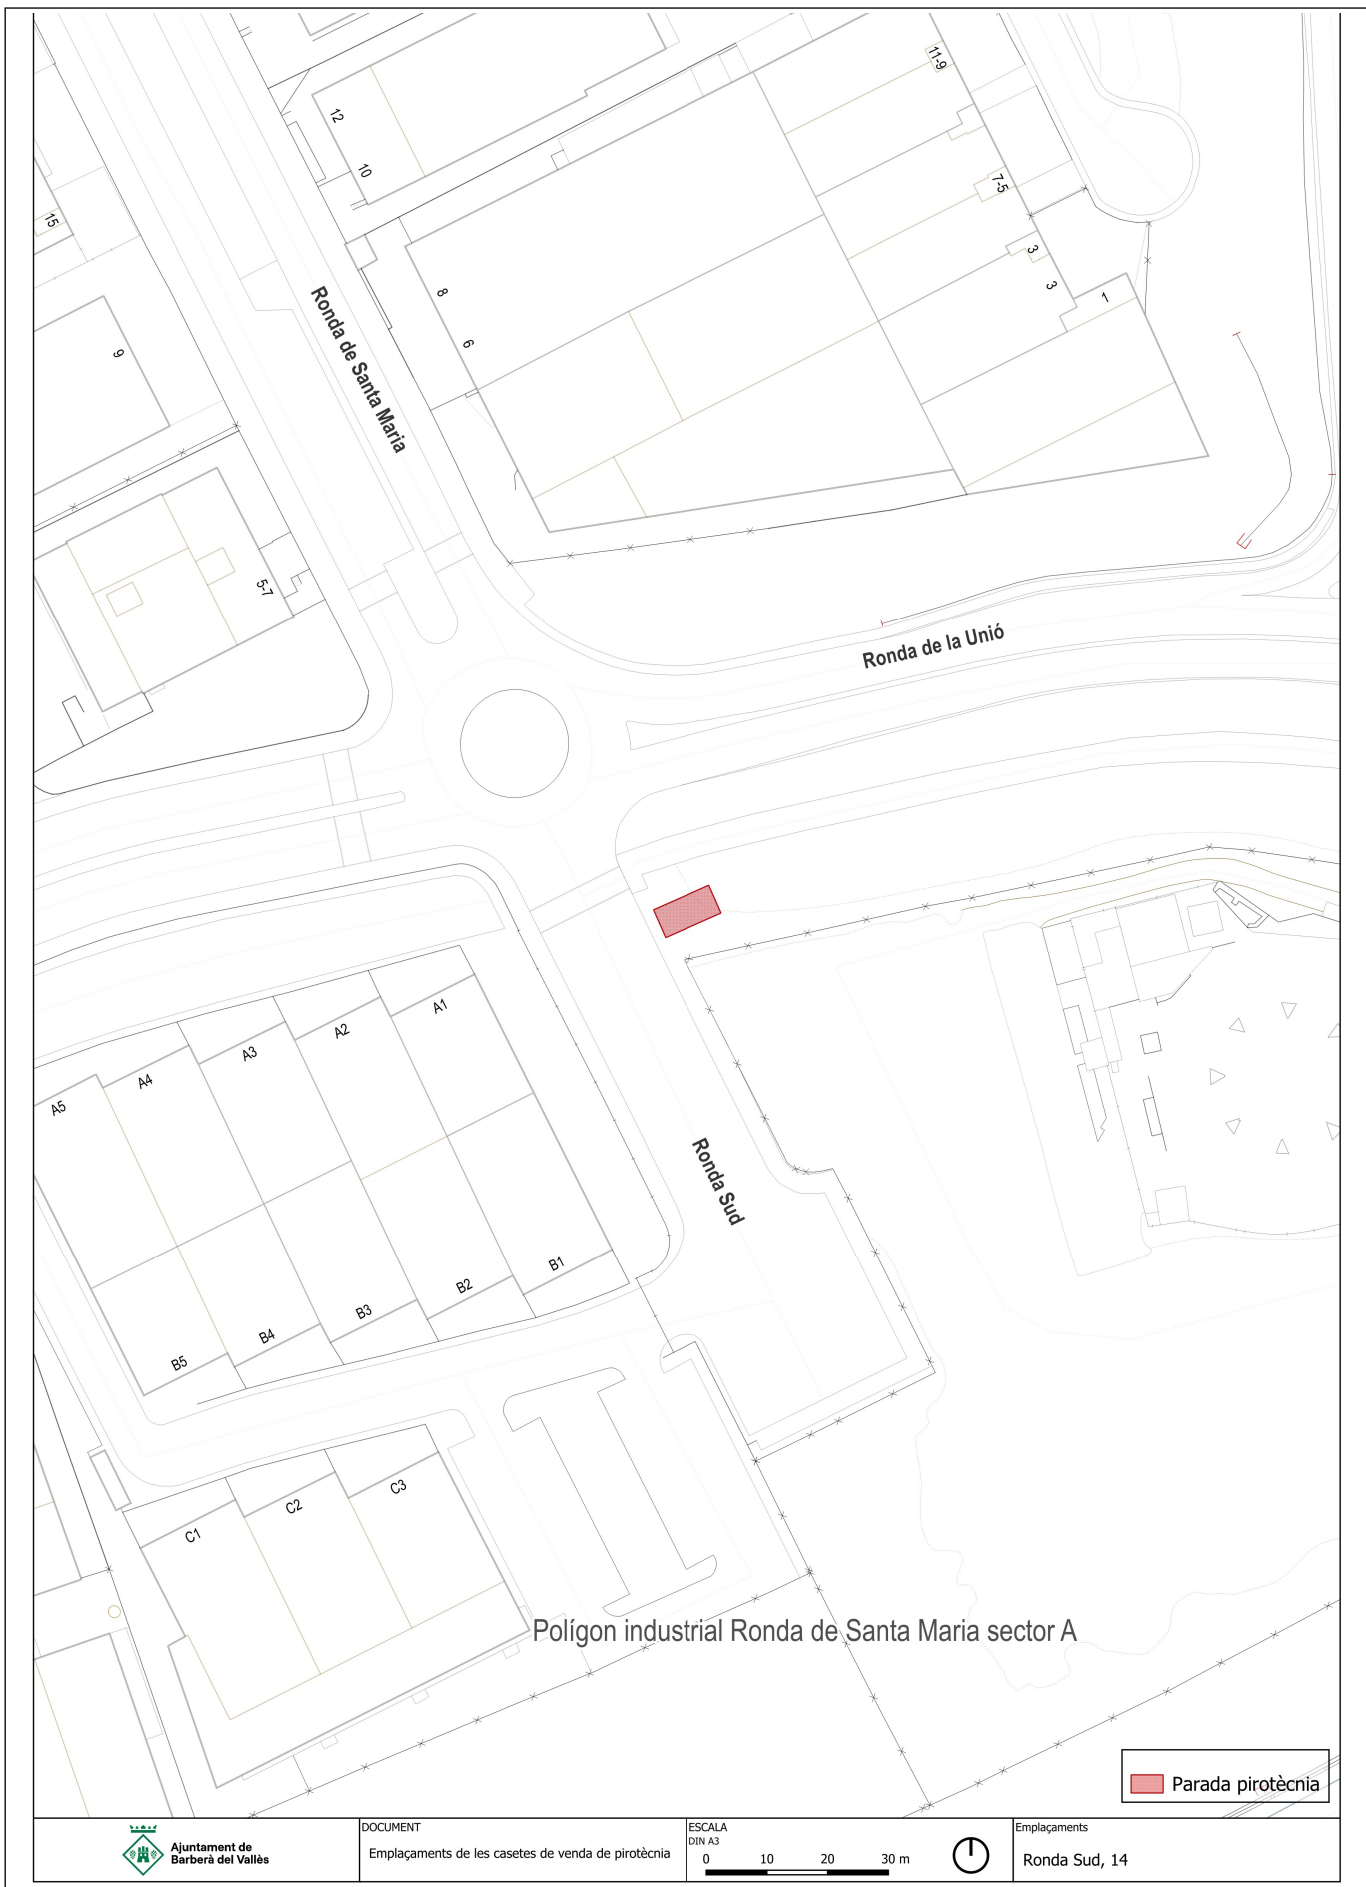 11-9
12
10
15
7-5
3
3
1
8
6
9
Ronda de Santa Maria
5-7
Ronda de la Unió
A1
A2
A3
A4
A5
Ronda Sud
B1
B2
B3
B4
B5
C3
C2
C1
Polígon industrial Ronda de Santa Maria sector A
Parada pirotècnia
Ajuntament de
Barberà del Vallès
DOCUMENT
Emplaçaments de les casetes de venda de pirotècnia
ESCALA
DIN A3
0 10 20 30 m
Emplaçaments
Ronda Sud, 14